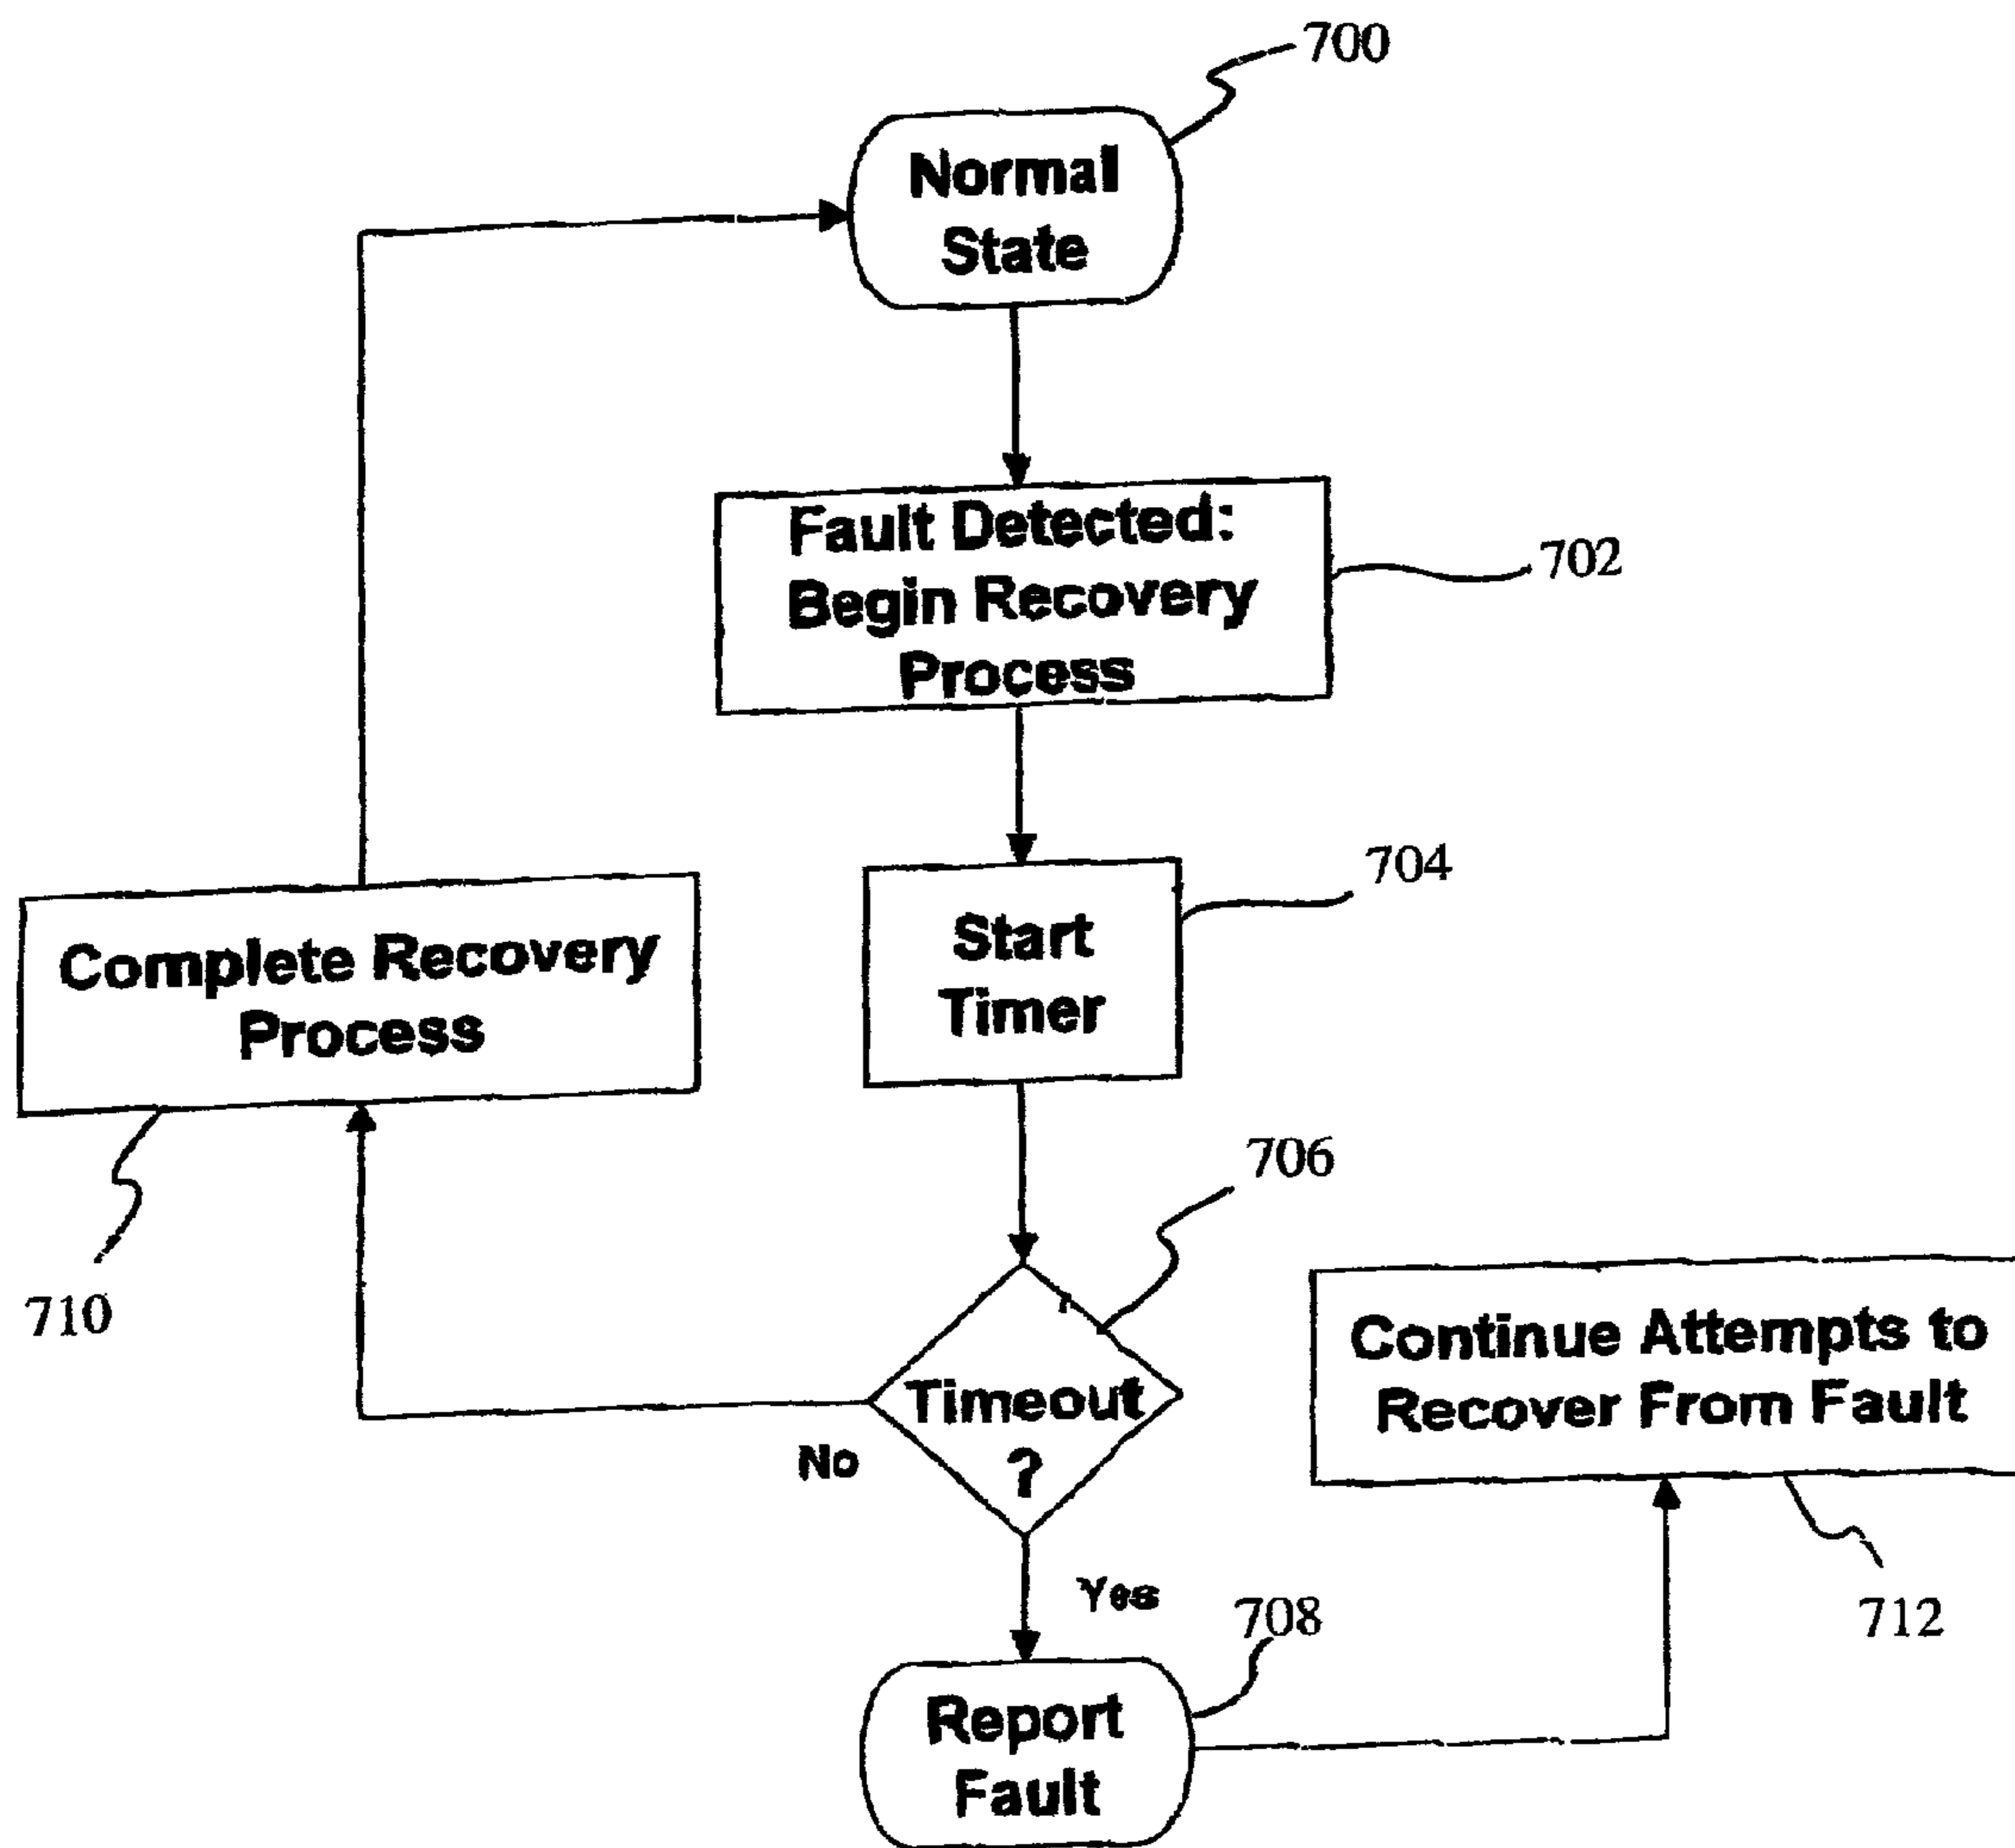 700
Normal
State
Fault Detected:
Begin Recovery
Process
702
704
Start
Timer
Complete Recovery
Process
706
710
Timeout
?
No
Continue Attempts to
Recover From Fault
Yes
708
712
Report
Fault